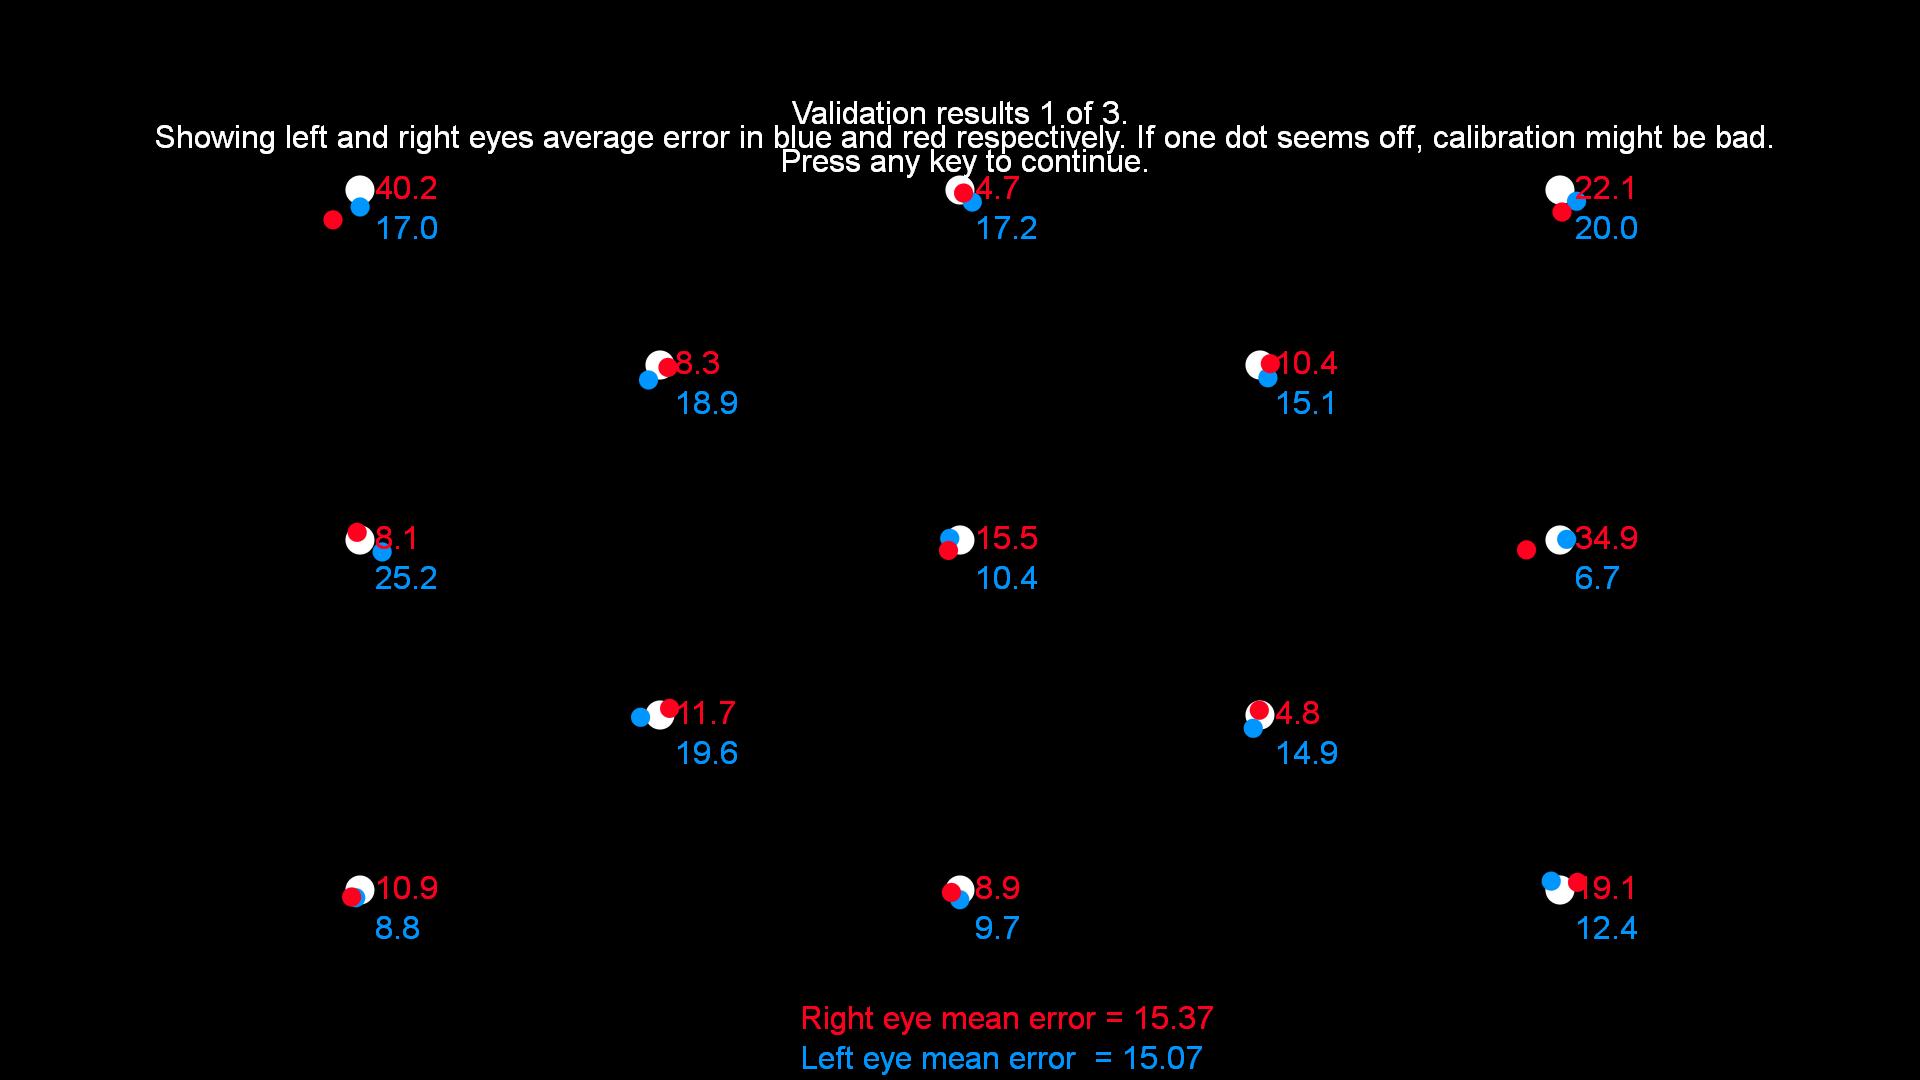 Validation results 1 of 3.
Showing left and right eyes average error in blue and red respectively. If one dot seems off, calibration might be bad.
Press any key to continue.
40.2 4.7 22.1
17.0 17.2 20.0
8.3 10.4
18.9 15.1
8.1 15.5 34.9
25.2 10.4 6.7
11.7 4.8
19.6 14.9
10.9 8.9 19.1
8.8 9.7 12.4
Right eye mean error = 15.37
Left eye mean error = 15.07